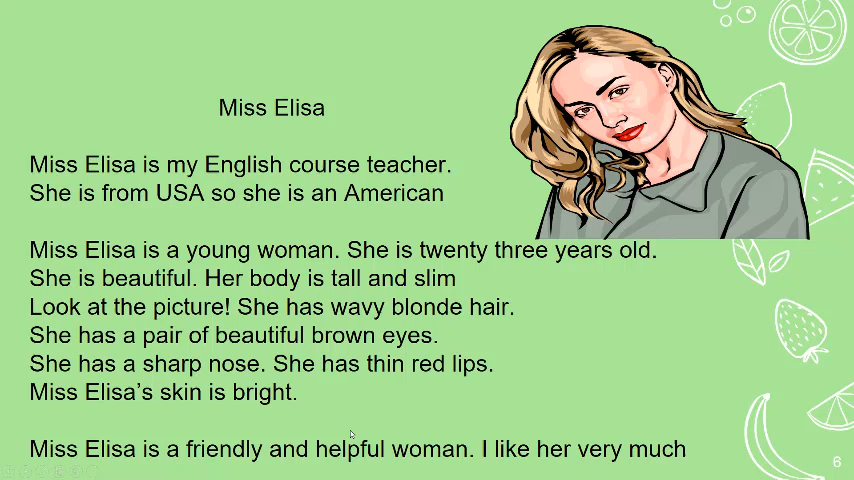 Miss Elisa
Miss Elisa is my English course teacher.
She is from USA so she is an American
Miss Elisa is a young woman. She is twenty three years old.
She is beautiful. Her body is tall and slim
Look at the picture! She has wavy blonde hair.
She has a pair of beautiful brown eyes.
She has a sharp nose. She has thin red lips.
Miss Elisa’s skin is bright.
Miss Elisa is a friendly and helpful woman. I like her very much
6